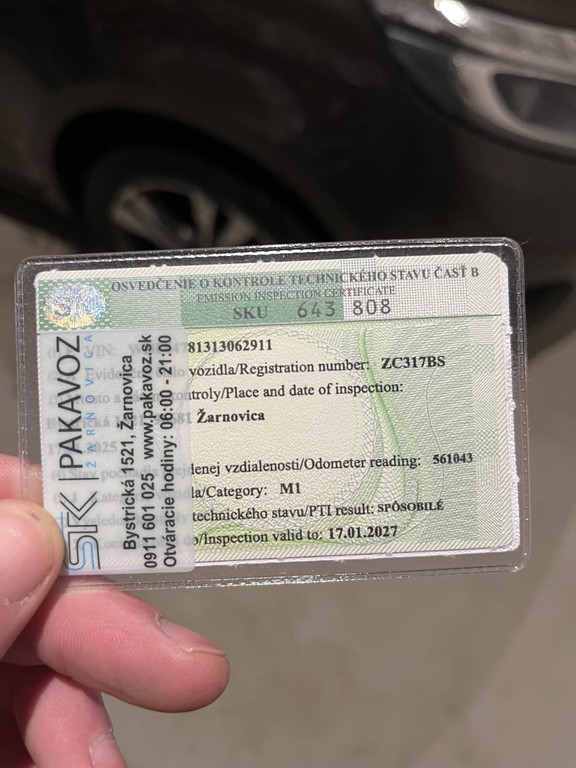 OSVEDČENIE O KONTROLE TECHNICKÉHO STAVU ČASŤ B
EMISSION INSPECTION CERTIFICATE
SKU 643 808
VIN: 81313062911
vozidla/Registration number: ZC317BS
ontroly/Place and date of inspection:
Žarnovica
lenej vzdialenosti/Odometer reading: 561043
la/Category: M1
technického stavu/PTI result: SPÔSOBILÉ
o/Inspection valid to: 17.01.2027
SK PAKAVOZ
ŽARNOVICA
Bystrická 1521, Žarnovica
0911 601 025 www.pakavoz.sk
Otváracie hodiny: 06:00 - 21:00